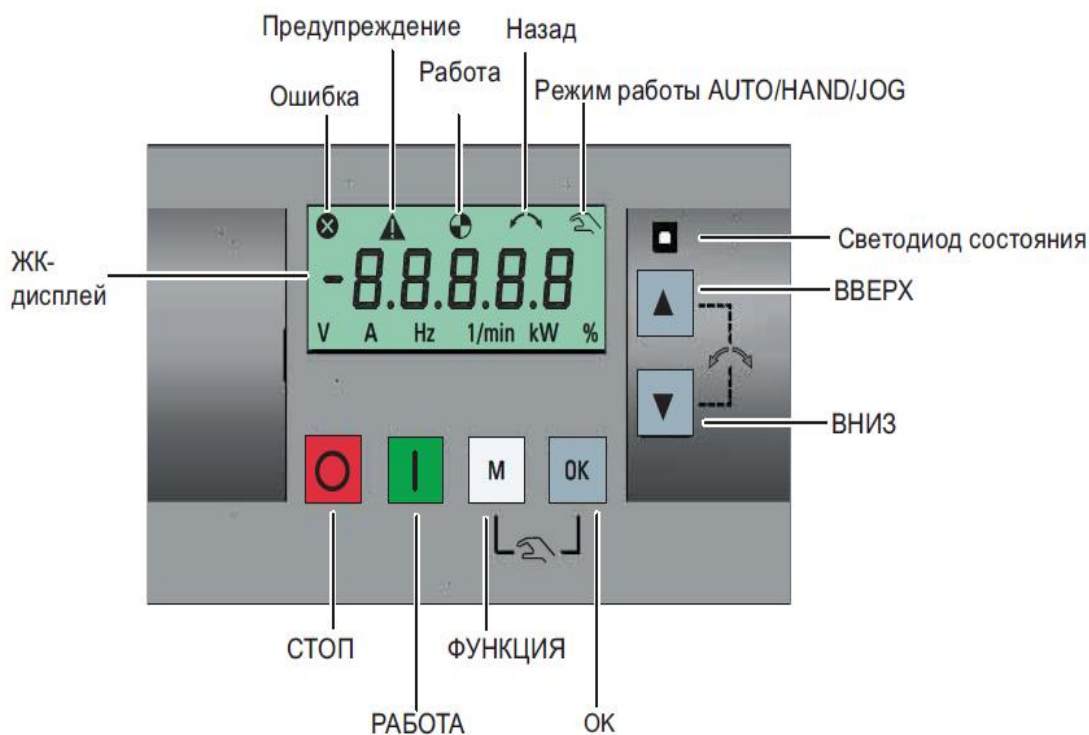 Предупреждение
Назад
Работа
Режим работы AUTO/HAND/JOG
Ошибка
ЖК-
дисплей
-8.8.8.8.8
V A Hz 1/min kW %
Светодиод состояния
ВВЕРХ
ВНИЗ
M
OK
СТОП
ФУНКЦИЯ
РАБОТА
OK